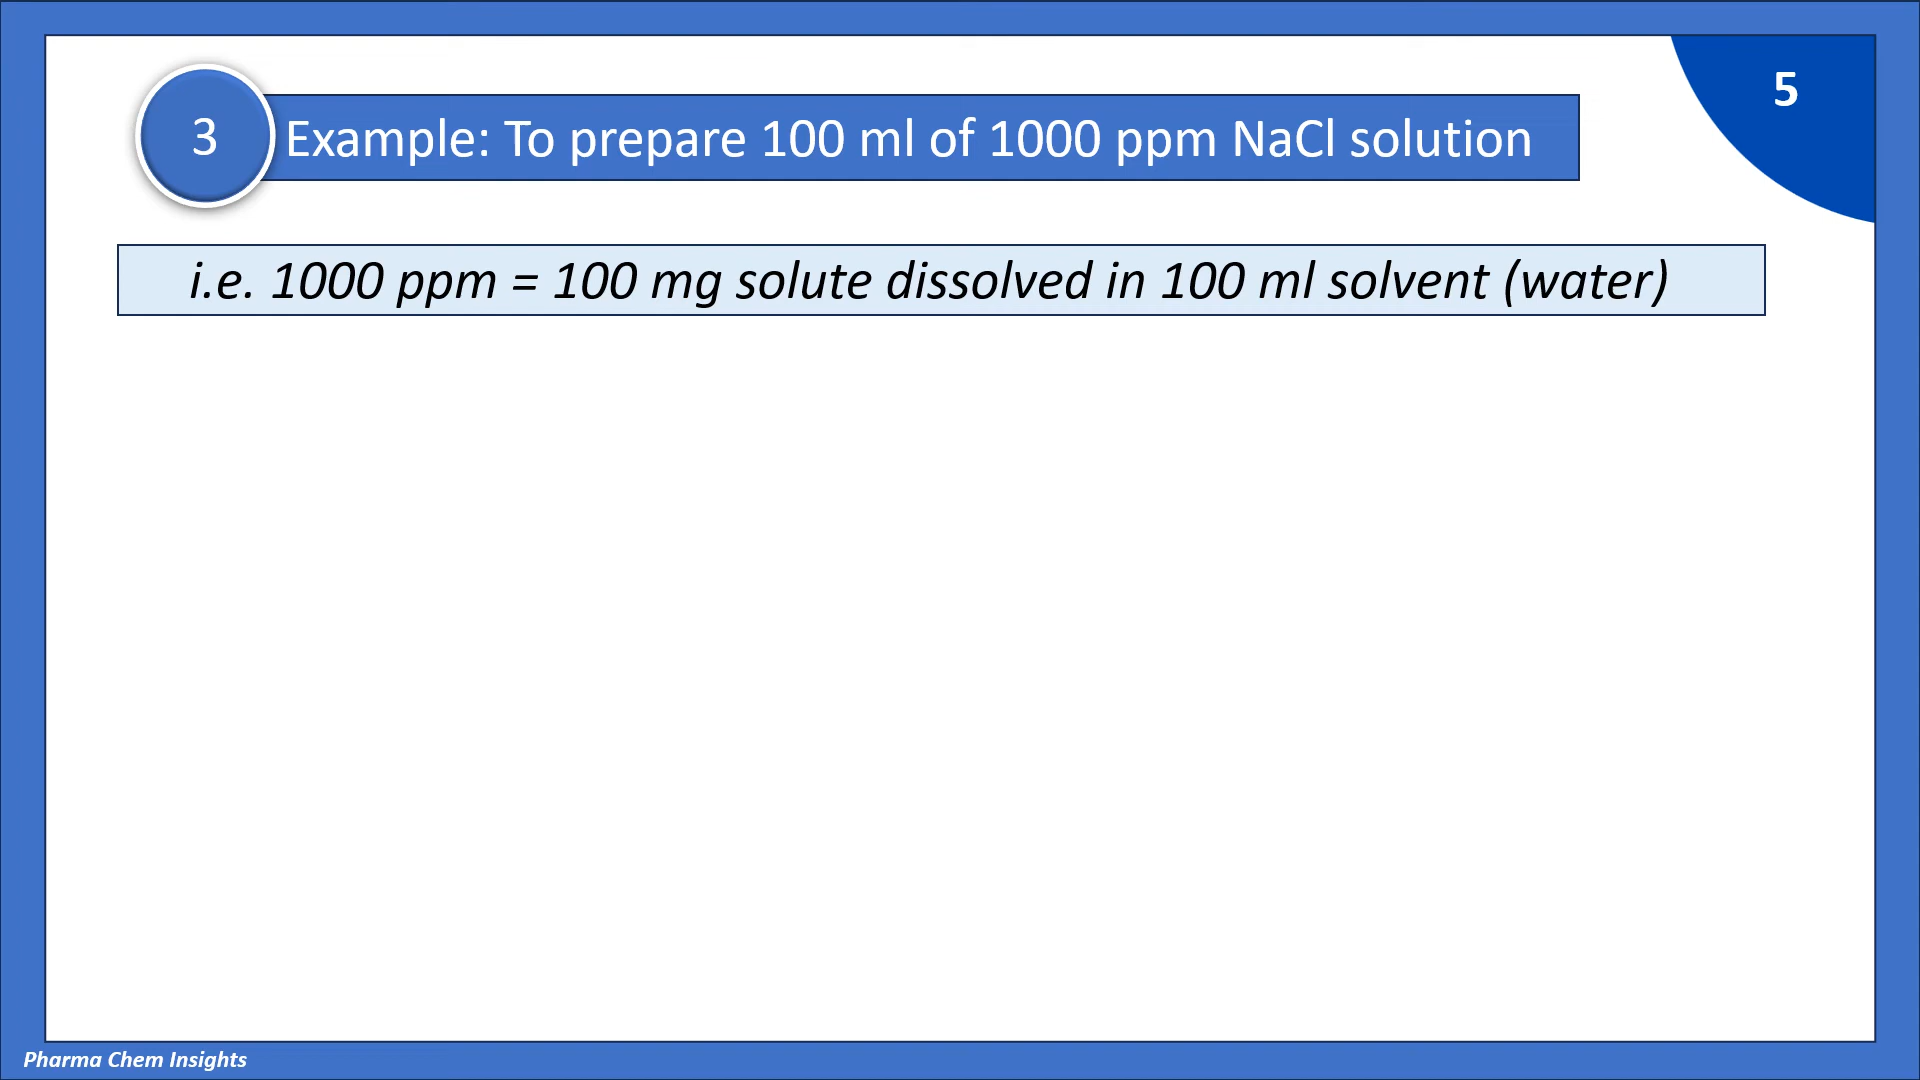 5
3
Example: To prepare 100 ml of 1000 ppm NaCl solution
i.e. 1000 ppm = 100 mg solute dissolved in 100 ml solvent (water)
Pharma Chem Insights